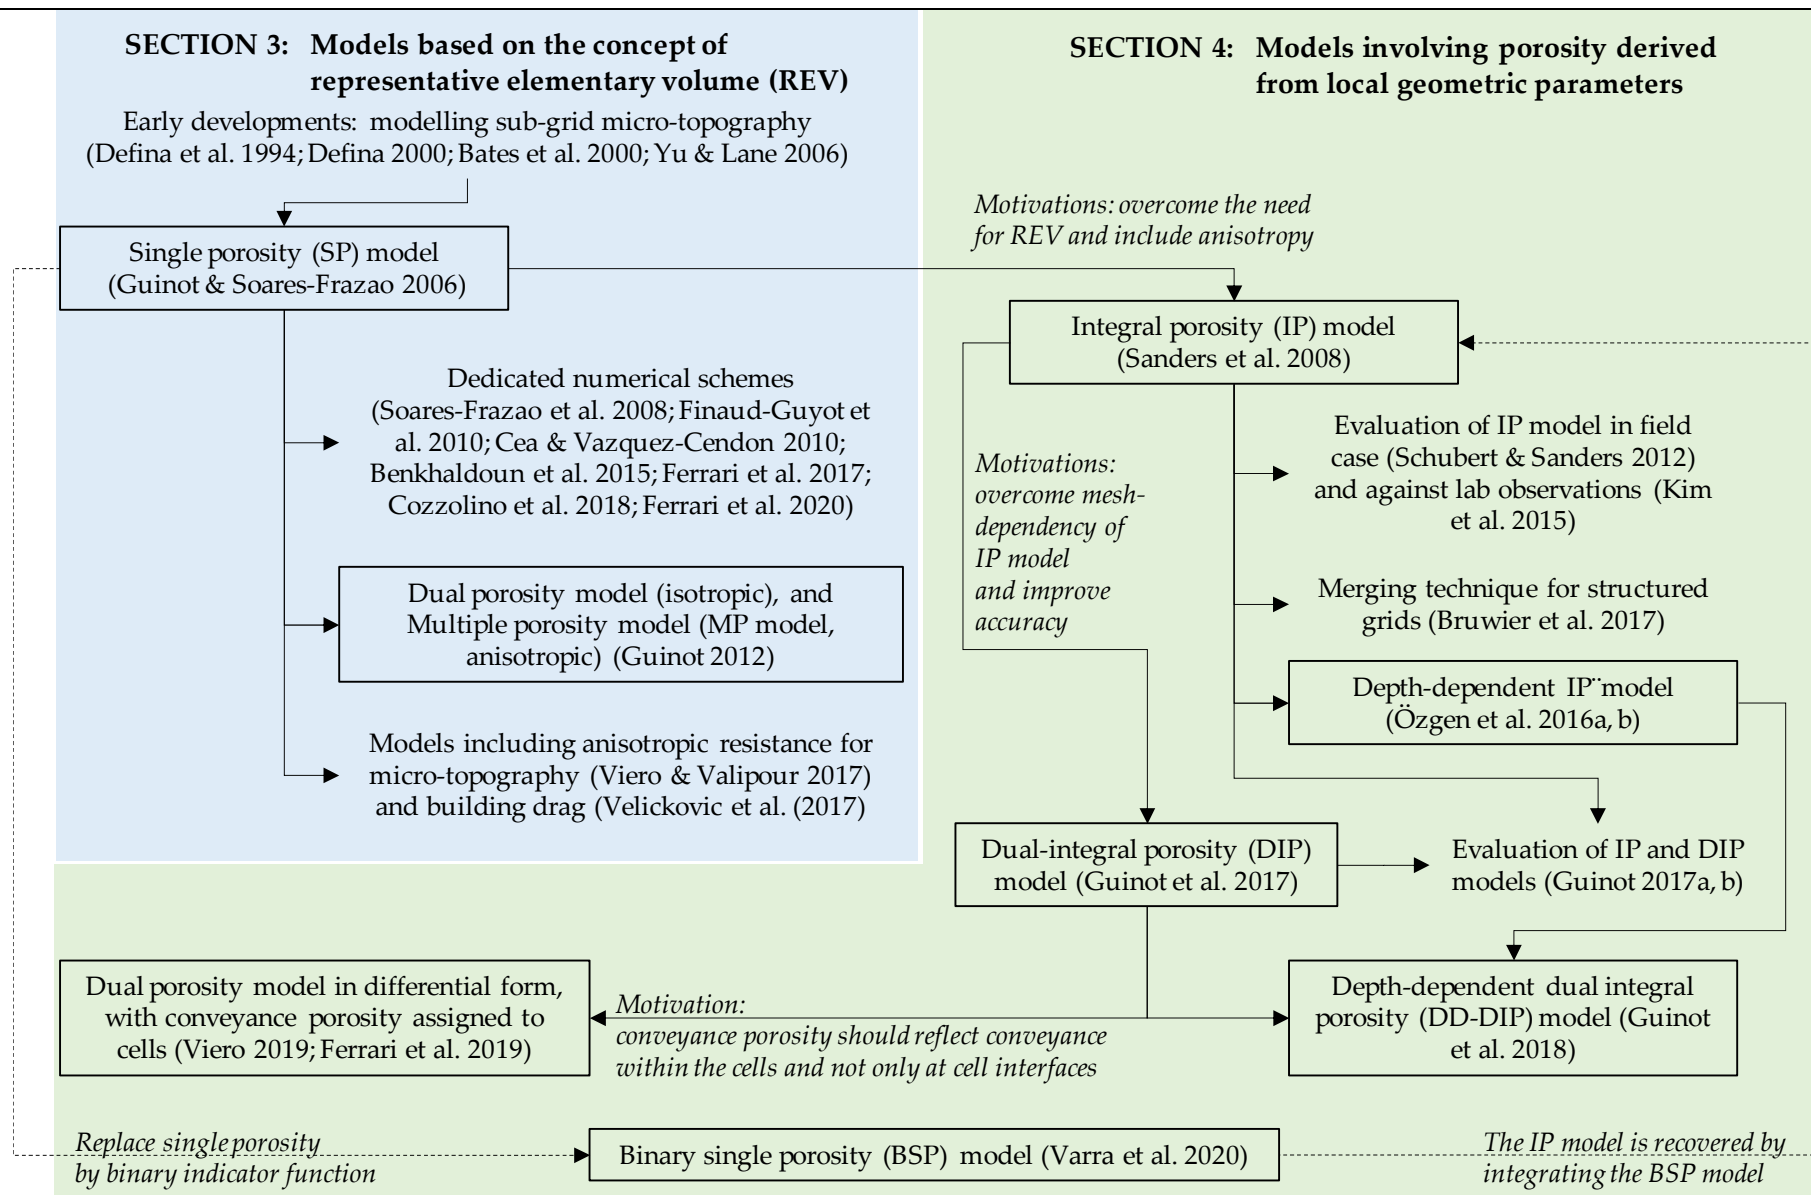 SECTION 3: Models based on the concept of
representative elementary volume (REV)
Early developments: modelling sub-grid micro-topography
(Defina et al. 1994; Defina 2000; Bates et al. 2000; Yu & Lane 2006)
Single porosity (SP) model
(Guinot & Soares-Frazao 2006)
Dedicated numerical schemes
(Soares-Frazao et al. 2008; Finaud-Guyot et
al. 2010; Cea & Vazquez-Cendon 2010;
Benkhaldoun et al. 2015; Ferrari et al. 2017;
Cozzolino et al. 2018; Ferrari et al. 2020)
Dual porosity model (isotropic), and
Multiple porosity model (MP model,
anisotropic) (Guinot 2012)
Models including anisotropic resistance for
micro-topography (Viero & Valipour 2017)
and building drag (Velickovic et al. (2017)
SECTION 4: Models involving porosity derived
from local geometric parameters
Motivations: overcome the need
for REV and include anisotropy
Integral porosity (IP) model
(Sanders et al. 2008)
Motivations:
overcome mesh-
dependency of
IP model
and improve
accuracy
Evaluation of IP model in field
case (Schubert & Sanders 2012)
and against lab observations (Kim
et al. 2015)
Merging technique for structured
grids (Bruwier et al. 2017)
Depth-dependent IP¨model
(Özgen et al. 2016a, b)
Dual-integral porosity (DIP)
model (Guinot et al. 2017)
Evaluation of IP and DIP
models (Guinot 2017a, b)
Dual porosity model in differential form,
with conveyance porosity assigned to
cells (Viero 2019; Ferrari et al. 2019)
Motivation:
conveyance porosity should reflect conveyance
within the cells and not only at cell interfaces
Depth-dependent dual integral
porosity (DD-DIP) model (Guinot
et al. 2018)
Replace single porosity
by binary indicator function
Binary single porosity (BSP) model (Varra et al. 2020)
The IP model is recovered by
integrating the BSP model